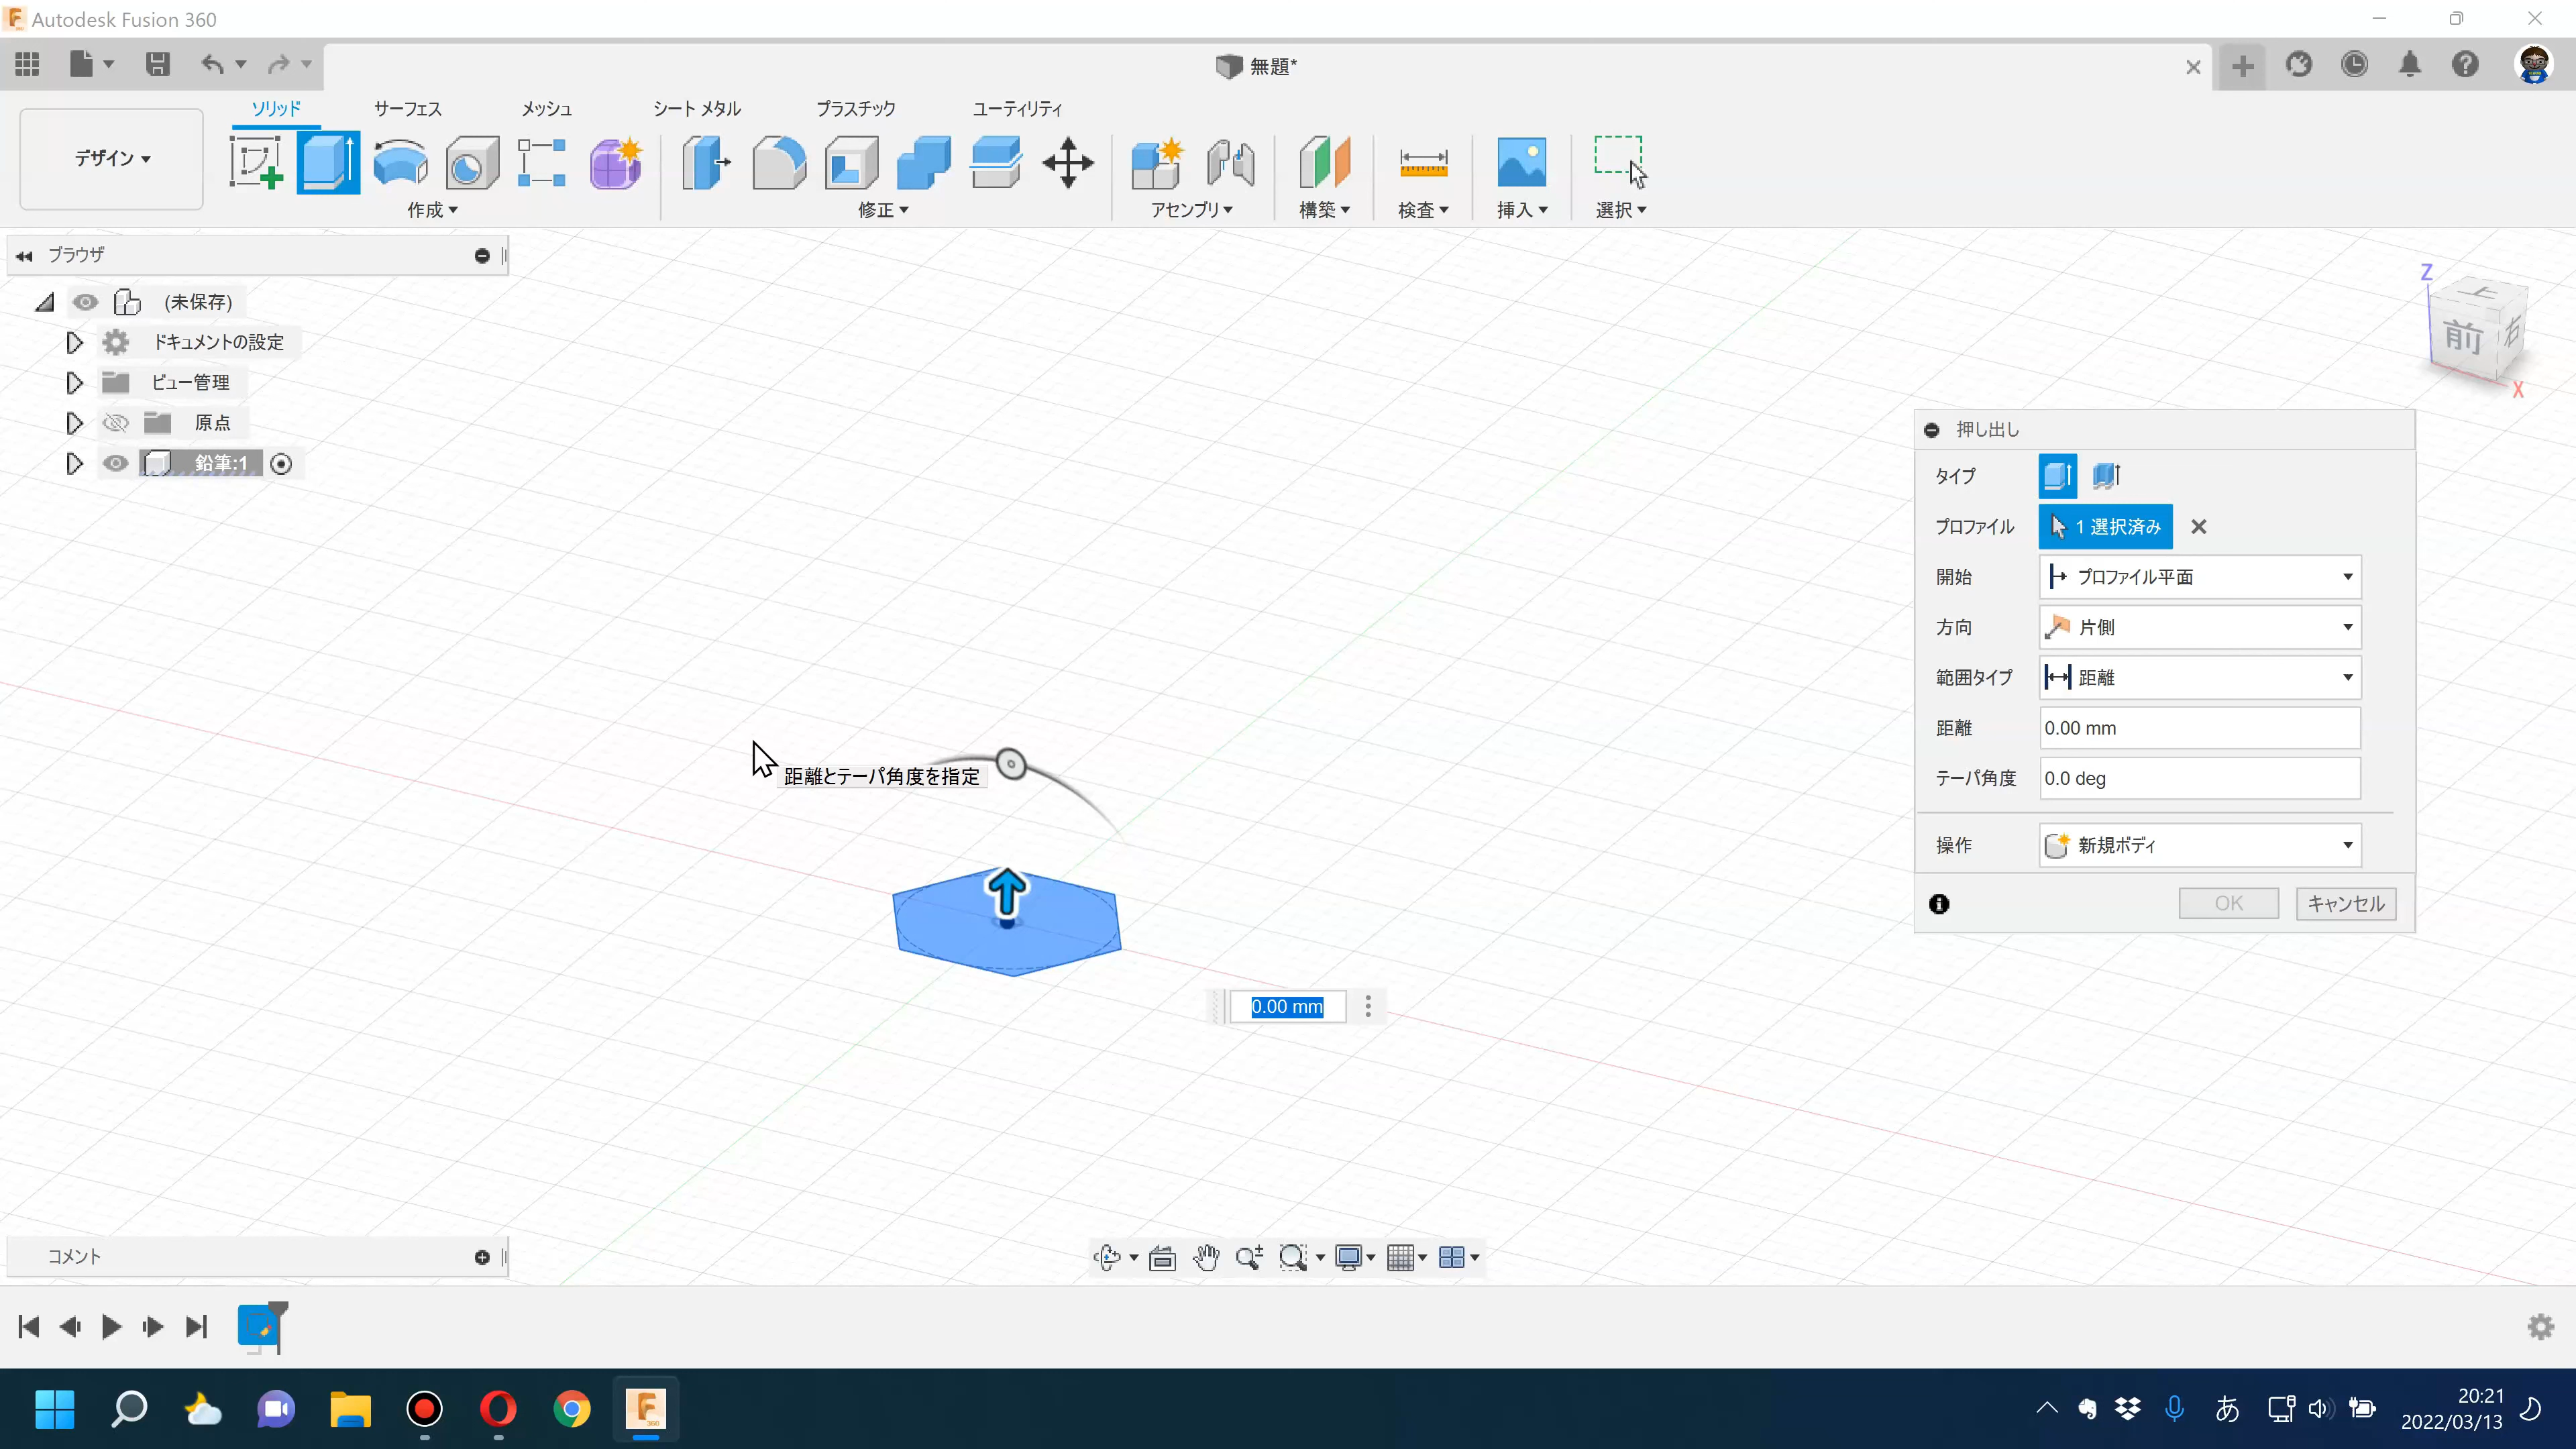 Autodesk Fusion 360
無題*
ソリッド サーフェス メッシュ シート メタル プラスチック ユーティリティ
デザイン
作成 修正 アセンブリ 構築 検査 挿入 選択
ブラウザ
(未保存)
ドキュメントの設定
ビュー管理
原点
鉛筆:1
Z
上
前
右
X
押し出し
タイプ
プロファイル 1 選択済み
開始 プロファイル平面
方向 片側
範囲タイプ 距離
距離 0.00 mm
テーパ角度 0.0 deg
操作 新規ボディ
OK キャンセル
距離とテーパ角度を指定
0.00 mm
コメント
360
あ
20:21
2022/03/13